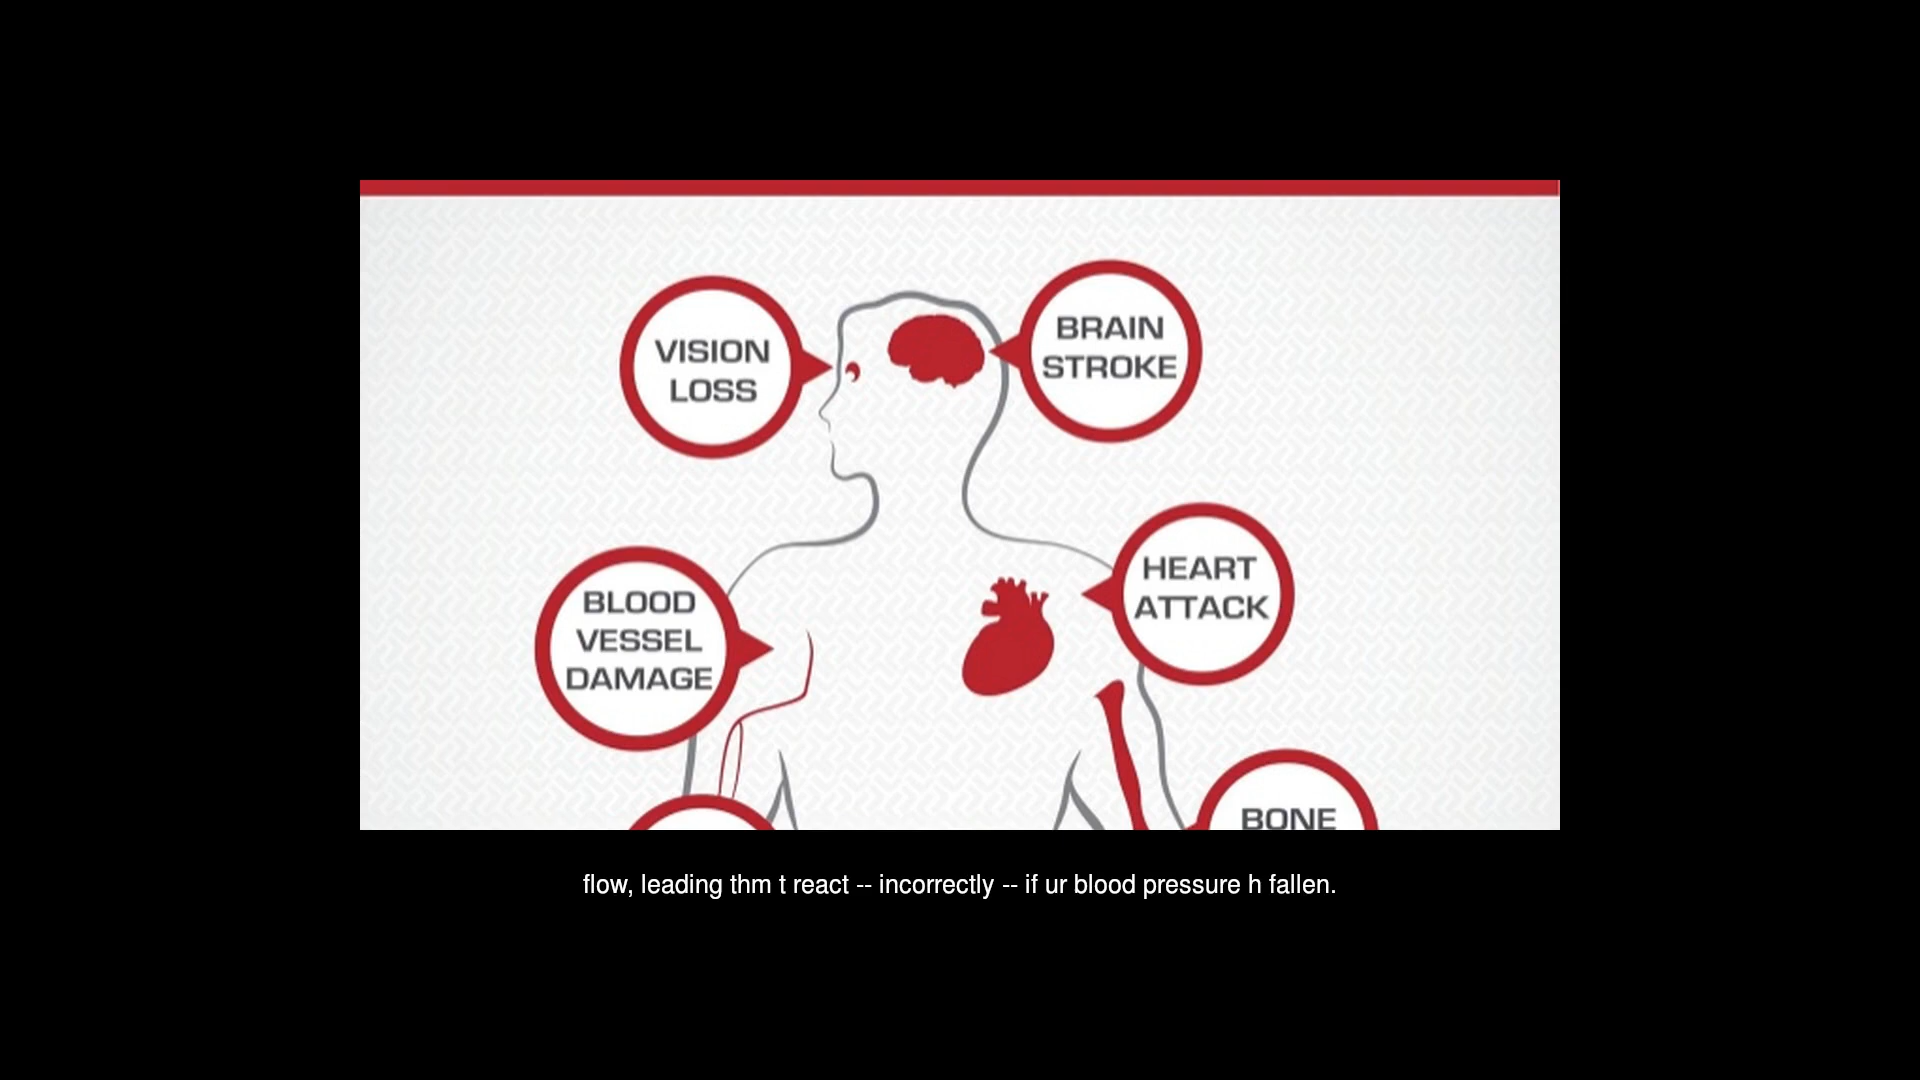 VISION
LOSS
BRAIN
STROKE
HEART
ATTACK
BLOOD
VESSEL
DAMAGE
BONE
flow, leading thm t react -- incorrectly -- if ur blood pressure h fallen.